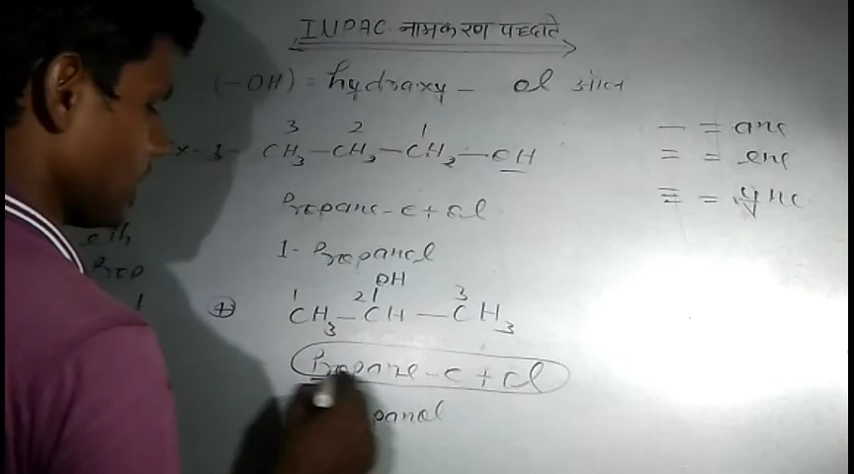 IUPAC नामकरण पद्दति
(-OH) = hydroxy - ol ओल
3 2 1
CH3-CH2-CH2-OH
- = ane
= = ene
≡ = yne
Propane-e+ol
1-Propanol
OH
1 2 3
CH3-CH-CH3
Propane-e+ol
panol